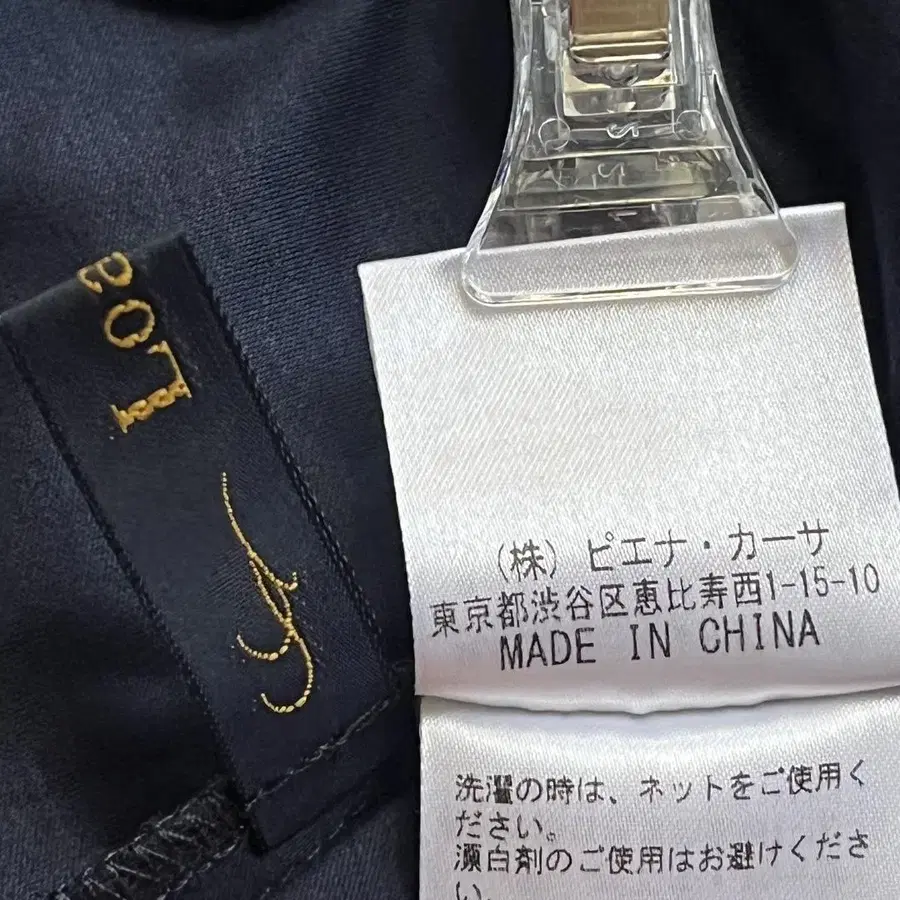 Lo
(株) ピエナ・カーサ
東京都渋谷区恵比寿西1-15-10
MADE IN CHINA
洗濯の時は、ネットをご使用く
ださい。
漂白剤のご使用はお避けくださ
い。